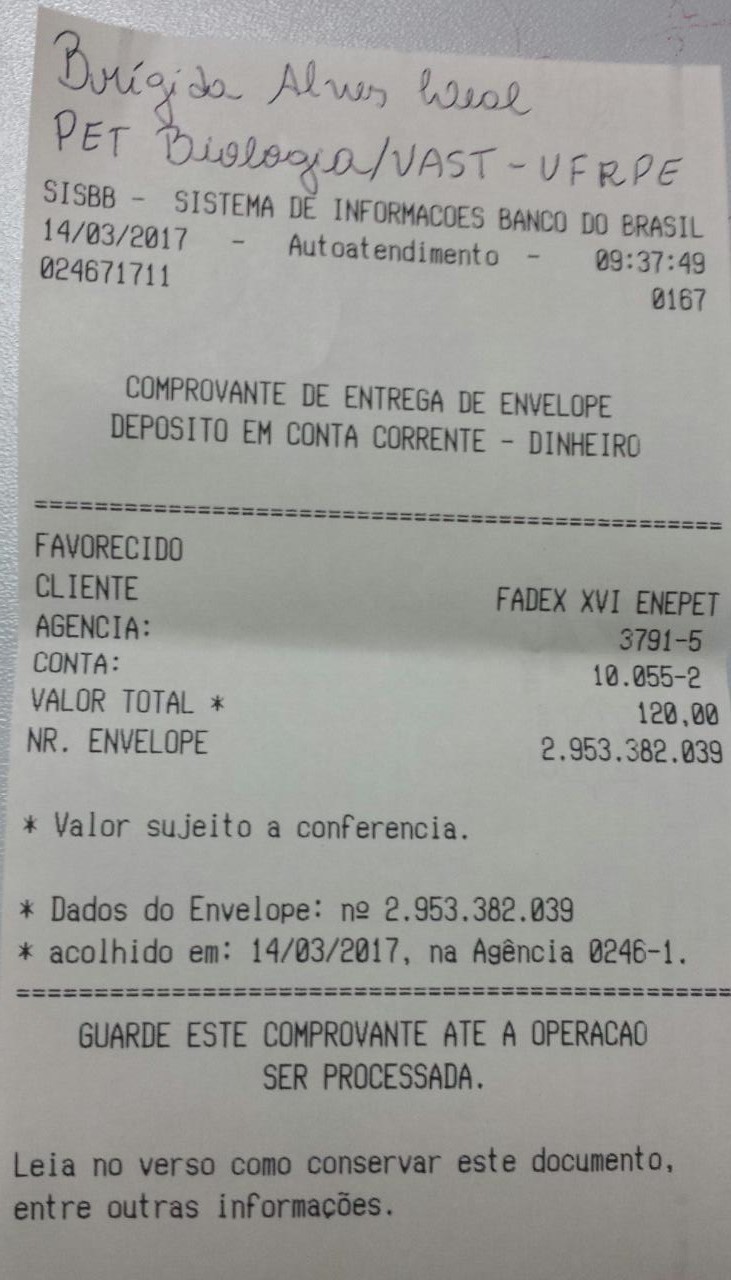 Burígida Alves Leal
PET Biologia/UAST - UFRPE
SISBB - SISTEMA DE INFORMACOES BANCO DO BRASIL
14/03/2017 - Autoatendimento - 09:37:49
024671711 0167
COMPROVANTE DE ENTREGA DE ENVELOPE
DEPOSITO EM CONTA CORRENTE - DINHEIRO
================================================
FAVORECIDO
CLIENTE FADEX XVI ENEPET
AGENCIA: 3791-5
CONTA: 10.055-2
VALOR TOTAL * 120,00
NR. ENVELOPE 2.953.382.039
* Valor sujeito a conferencia.
* Dados do Envelope: nº 2.953.382.039
* acolhido em: 14/03/2017, na Agência 0246-1.
================================================
GUARDE ESTE COMPROVANTE ATE A OPERACAO
SER PROCESSADA.
Leia no verso como conservar este documento,
entre outras informações.